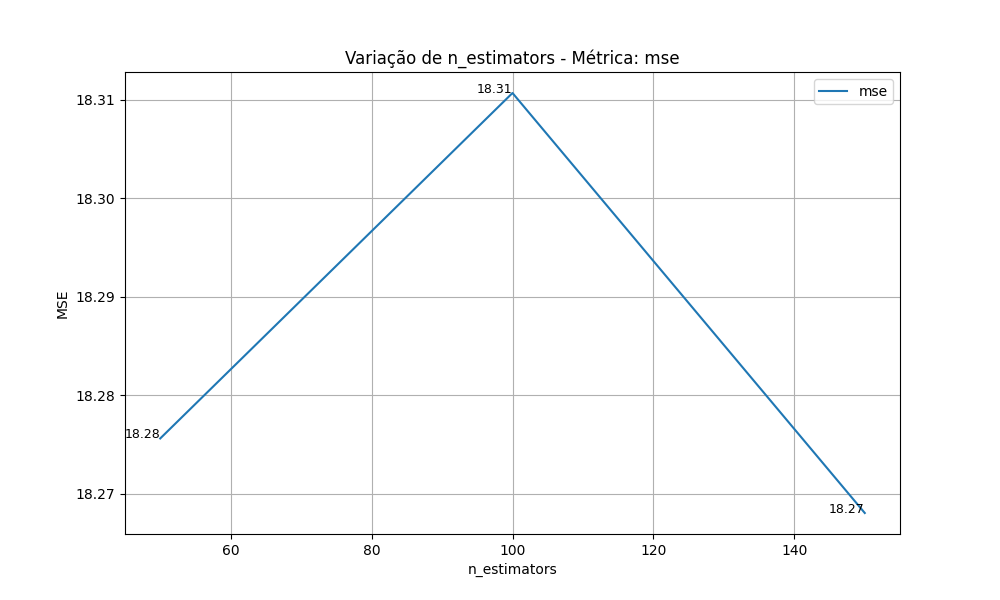 Variação de n_estimators - Métrica: mse
mse
MSE
18.31
18.30
18.29
18.28
18.27
18.28
18.31
18.27
60 80 100 120 140
n_estimators